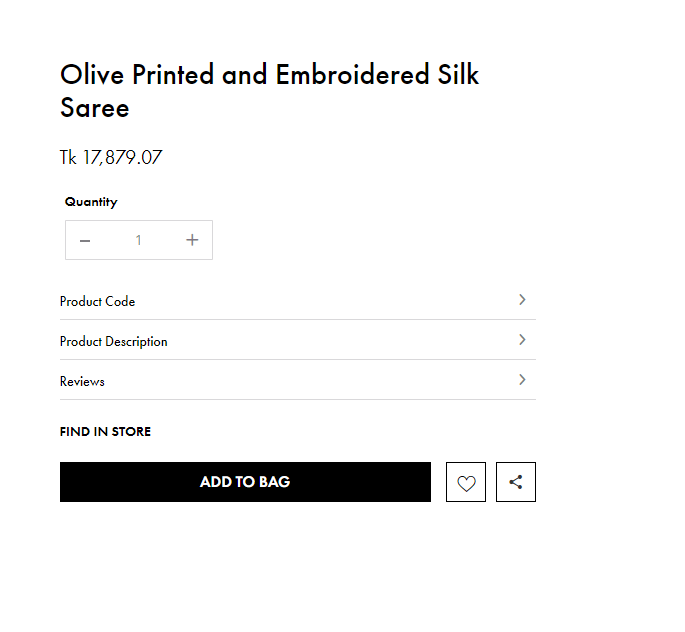 Olive Printed and Embroidered Silk
Saree
Tk 17,879.07
Quantity
1
Product Code
Product Description
Reviews
FIND IN STORE
ADD TO BAG